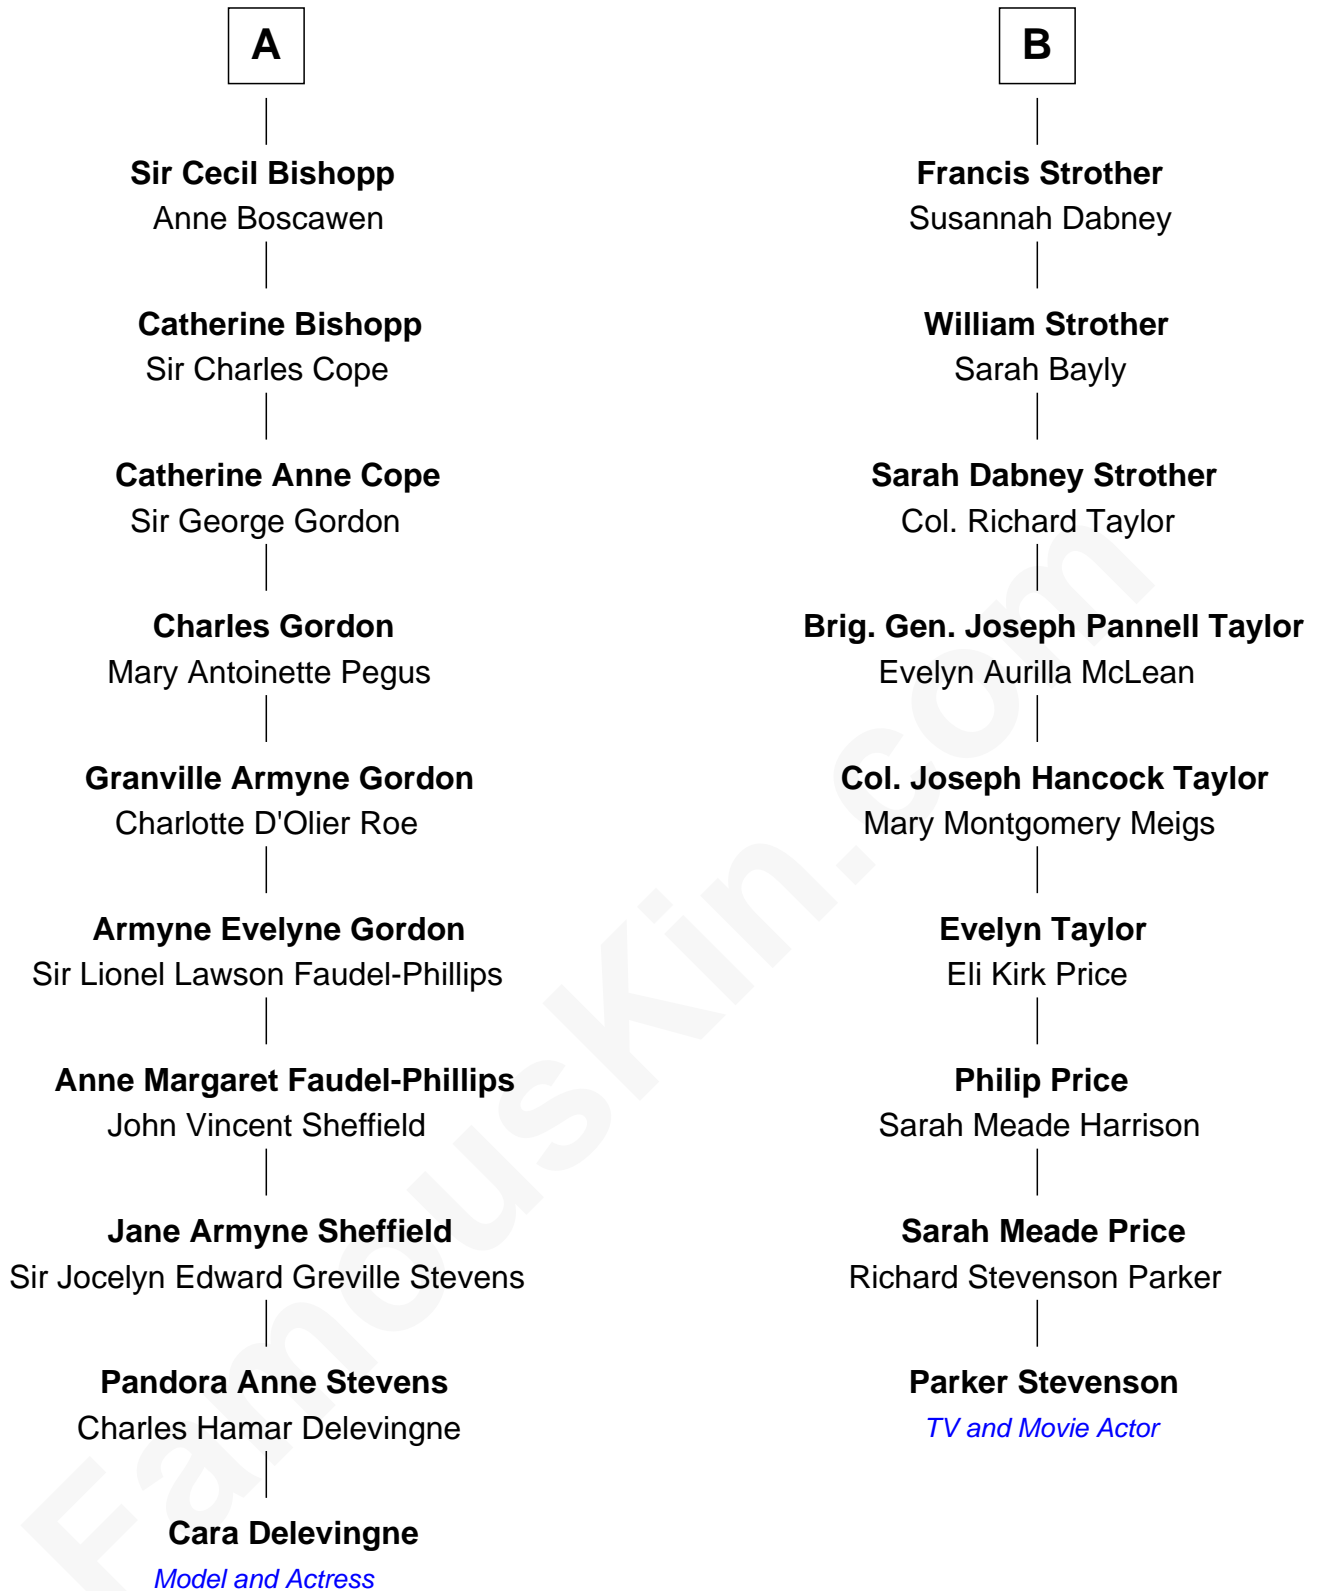 A
Sir Cecil Bishopp
Anne Boscawen
Catherine Bishopp
Sir Charles Cope
Catherine Anne Cope
Sir George Gordon
Charles Gordon
Mary Antoinette Pegus
Granville Armyne Gordon
Charlotte D'Olier Roe
Armyne Evelyne Gordon
Sir Lionel Lawson Faudel-Phillips
Anne Margaret Faudel-Phillips
John Vincent Sheffield
Jane Armyne Sheffield
Sir Jocelyn Edward Greville Stevens
Pandora Anne Stevens
Charles Hamar Delevingne
Cara Delevingne
Model and Actress
B
Francis Strother
Susannah Dabney
William Strother
Sarah Bayly
Sarah Dabney Strother
Col. Richard Taylor
Brig. Gen. Joseph Pannell Taylor
Evelyn Aurilla McLean
Col. Joseph Hancock Taylor
Mary Montgomery Meigs
Evelyn Taylor
Eli Kirk Price
Philip Price
Sarah Meade Harrison
Sarah Meade Price
Richard Stevenson Parker
Parker Stevenson
TV and Movie Actor
FamousKin.com